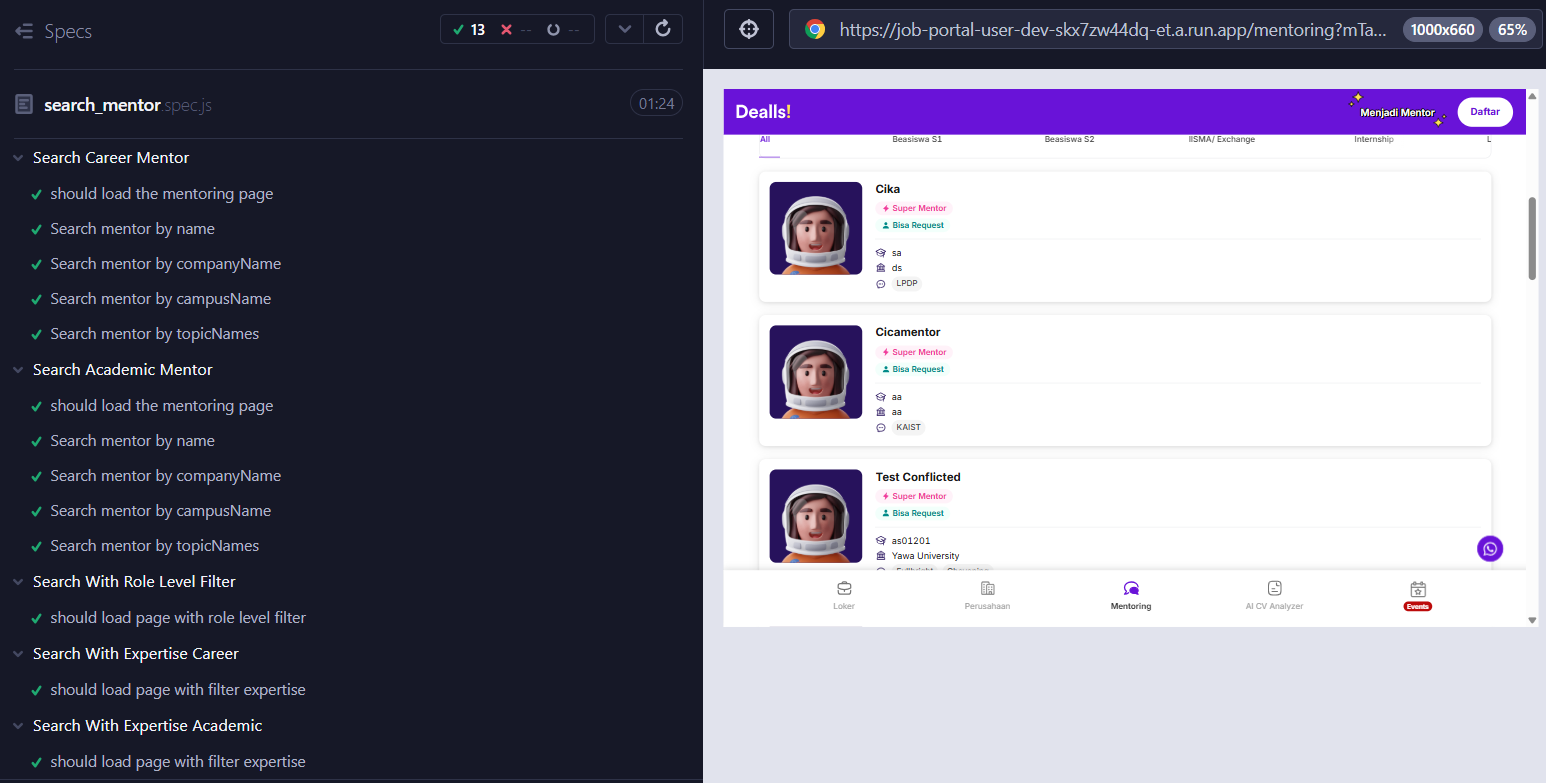 Specs
13 -- --
search_mentor.spec.js
01:24
Search Career Mentor
should load the mentoring page
Search mentor by name
Search mentor by companyName
Search mentor by campusName
Search mentor by topicNames
Search Academic Mentor
should load the mentoring page
Search mentor by name
Search mentor by companyName
Search mentor by campusName
Search mentor by topicNames
Search With Role Level Filter
should load page with role level filter
Search With Expertise Career
should load page with filter expertise
Search With Expertise Academic
should load page with filter expertise
https://job-portal-user-dev-skx7zw44dq-et.a.run.app/mentoring?mTa...
1000x660
65%
Dealls!
Menjadi Mentor
Daftar
All Beasiswa S1 Beasiswa S2 IISMA/ Exchange Internship L
Cika
Super Mentor
Bisa Request
sa
ds
LPDP
Cicamentor
Super Mentor
Bisa Request
aa
aa
KAIST
Test Conflicted
Super Mentor
Bisa Request
as01201
Yawa University
Loker
Perusahaan
Mentoring
AI CV Analyzer
Events